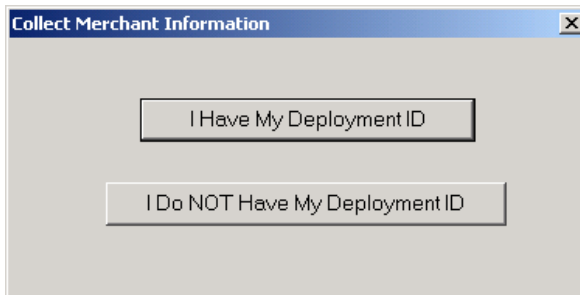 Collect Merchant Information
I Have My Deployment ID
I Do NOT Have My Deployment ID